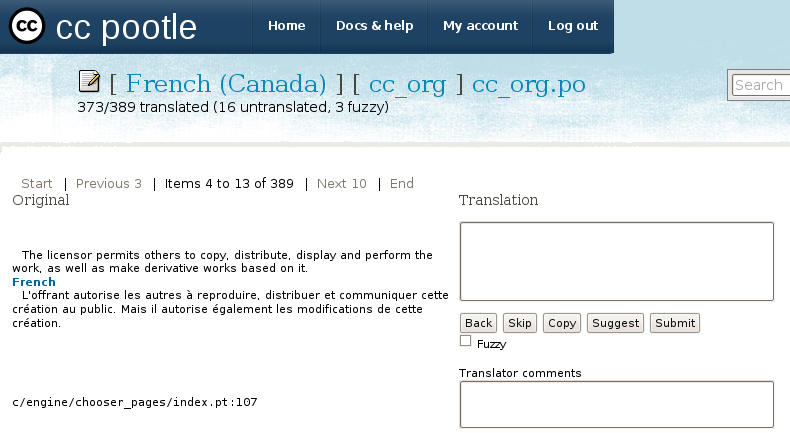 cc cc pootle Home Docs & help My account Log out
[ French (Canada) ] [ cc_org ] cc_org.po
Search
373/389 translated (16 untranslated, 3 fuzzy)
Start | Previous 3 | Items 4 to 13 of 389 | Next 10 | End
Original
Translation
The licensor permits others to copy, distribute, display and perform the
work, as well as make derivative works based on it.
French
L'offrant autorise les autres à reproduire, distribuer et communiquer cette
création au public. Mais il autorise également les modifications de cette
création.
Back Skip Copy Suggest Submit
Fuzzy
Translator comments
c/engine/chooser_pages/index.pt:107